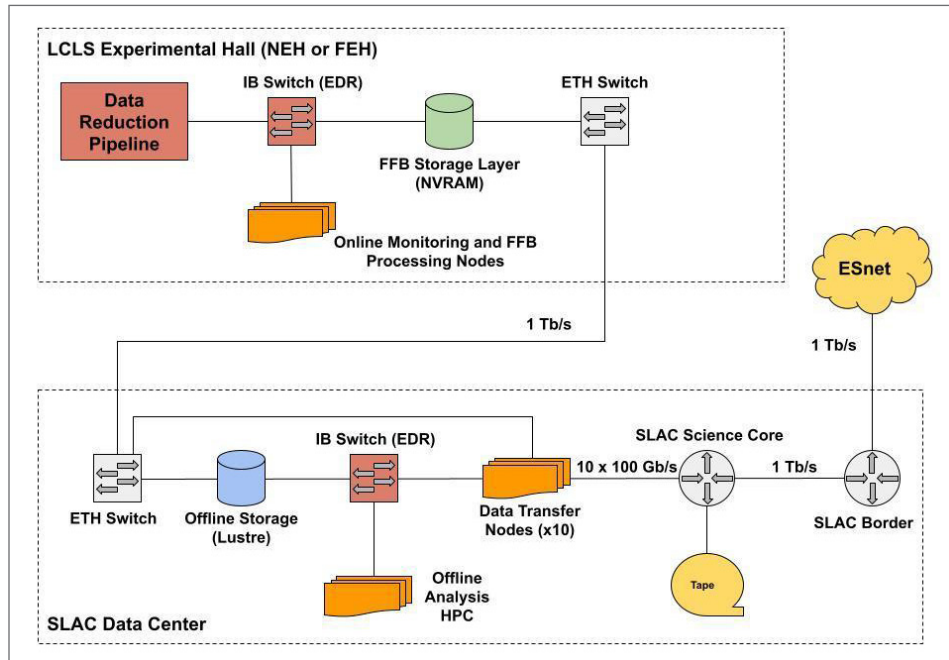 LCLS Experimental Hall (NEH or FEH)
IB Switch (EDR)
ETH Switch
Data
Reduction
Pipeline
FFB Storage Layer
(NVRAM)
Online Monitoring and FFB
Processing Nodes
ESnet
1 Tb/s
1 Tb/s
IB Switch (EDR)
SLAC Science Core
10 x 100 Gb/s
1 Tb/s
ETH Switch
Offline Storage
(Lustre)
Data Transfer
Nodes (x10)
SLAC Border
Offline
Analysis
HPC
Tape
SLAC Data Center